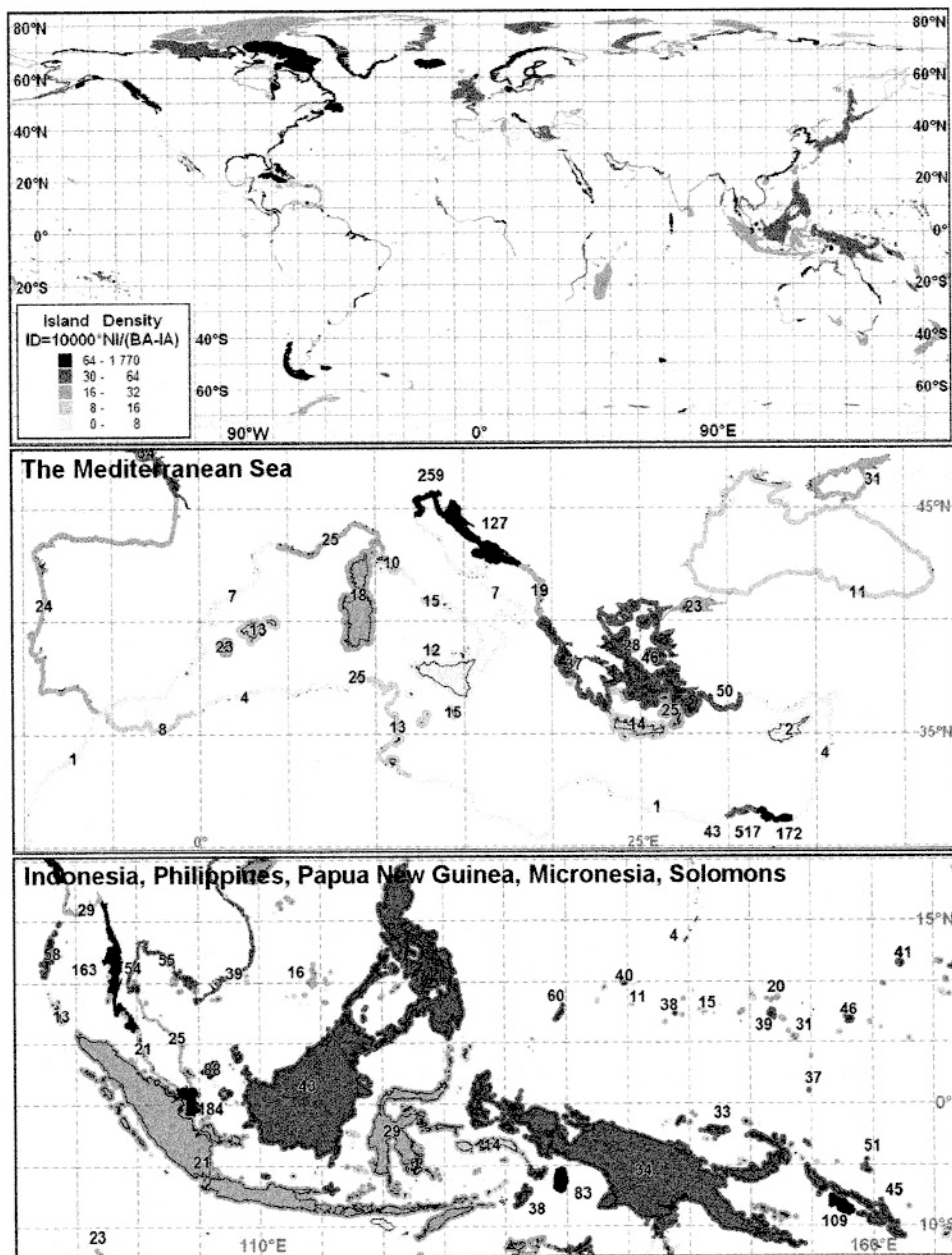 80°N 80°N
60°N 60°N
40°N 40°N
20°N 20°N
0° 0°
20°S 20°S
Island Density
ID=10000*NI/(BA-IA)
64 - 1 770
30 - 64
16 - 32
8 - 16
0 - 8
40°S 40°S
60°S 60°S
90°W 0° 90°E
The Mediterranean Sea
259
31
45°N
127
25
10
24
7
18
15
7
19
11
23
13
23
28
46
12
4
25
50
8
15
13
25
14
2
35°N
1
4
1
0°
25°E
43 517 172
Indonesia, Philippines, Papua New Guinea, Micronesia, Solomons
29
15°N
4
41
163
54
55
39
16
40
60
11
38
15
20
39
31
46
21
25
37
43
184
0°
33
29
51
21
34
45
38
83
109
10°S
23
110°E
160°E